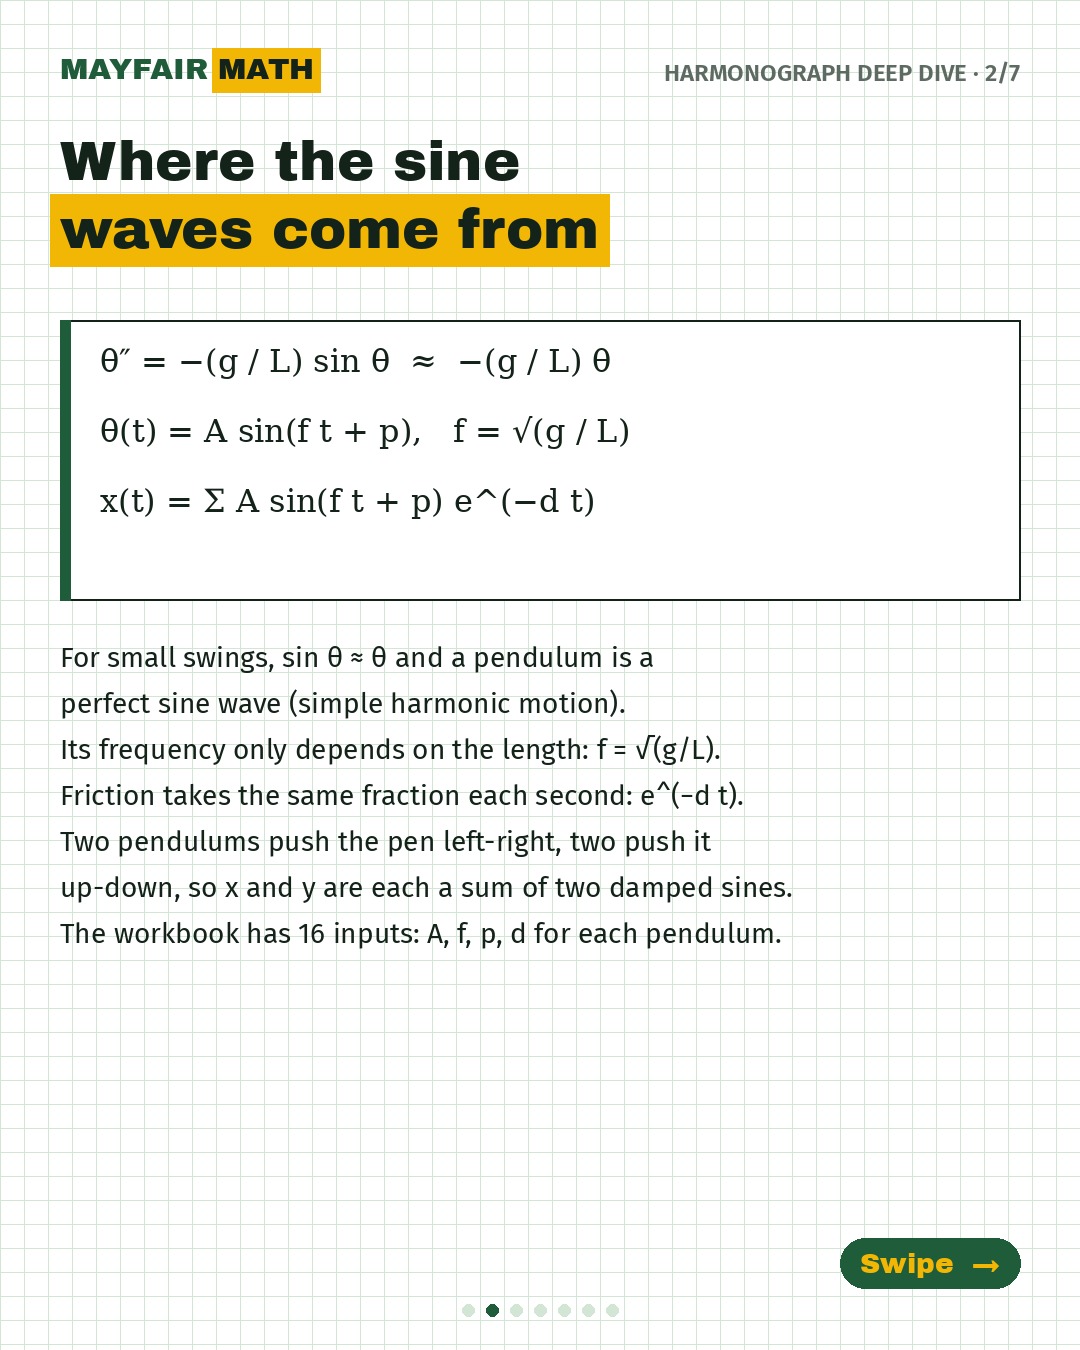 MAYFAIR MATH
HARMONOGRAPH DEEP DIVE · 2/7
Where the sine
waves come from
θ″ = −(g / L) sin θ ≈ −(g / L) θ
θ(t) = A sin(f t + p), f = √(g / L)
x(t) = Σ A sin(f t + p) e^(−d t)
For small swings, sin θ ≈ θ and a pendulum is a
perfect sine wave (simple harmonic motion).
Its frequency only depends on the length: f = √(g/L).
Friction takes the same fraction each second: e^(−d t).
Two pendulums push the pen left-right, two push it
up-down, so x and y are each a sum of two damped sines.
The workbook has 16 inputs: A, f, p, d for each pendulum.
Swipe →